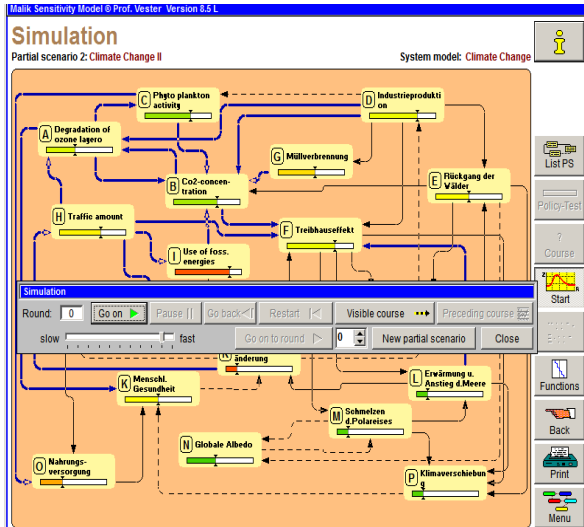 Malik Sensitivity Model ® Prof. Vester Version 8.5 L
Simulation
Partial scenario 2: Climate Change II
System model: Climate Change
C Phyto plankton
activity
D Industrieprodukti
on
A Degradation of
ozone lagero
G Müllverbrennung
B Co2-concen-
tration
E Rückgang der
Wälder
H Traffic amount
F Treibhauseffekt
I Use of foss.
energies
Simulation
Round: 0 Go on Pause Go back Restart Visible course Preceding course
slow fast Go on to round 0 New partial scenario Close
änderung
K Menschl.
Gesundheit
L Ervärmung u.
Anstieg d.Meere
M Schmelzen
d.Polareises
N Globale Albedo
O Nahrungs-
versorgung
P Klimaverschiebun
g
i
List PS
Policy-Test
?
Course
Start
Functions
Back
Print
Menu